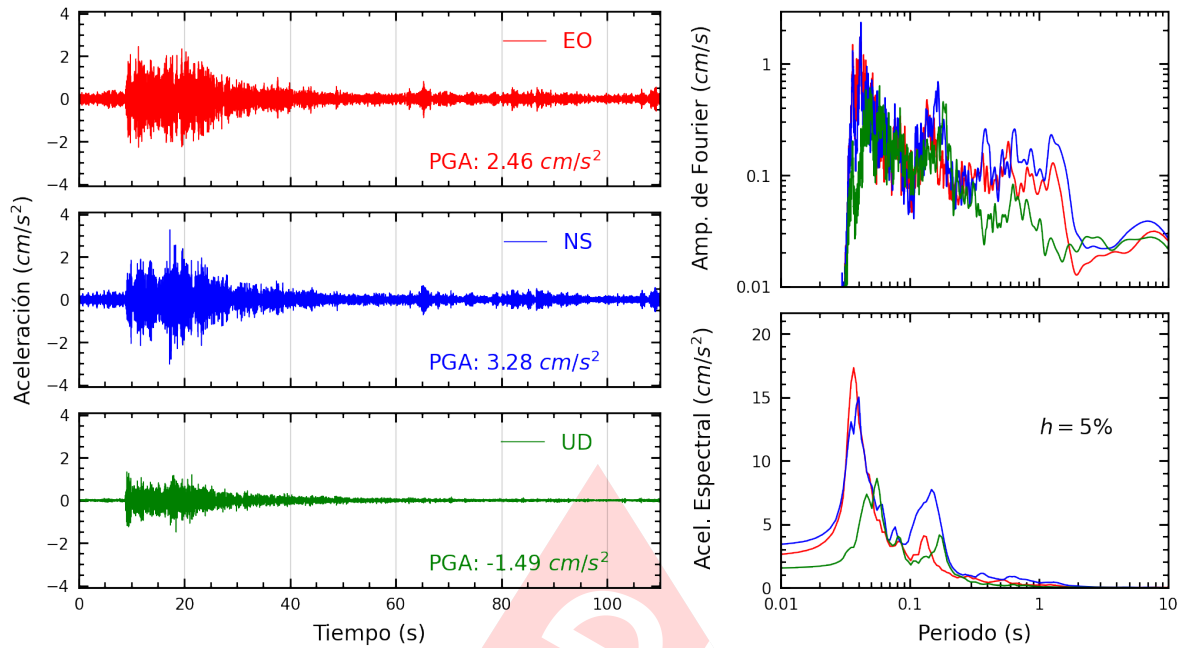 Aceleración (cm/s²)
4
2
0
−2
−4
EO
PGA: 2.46 cm/s²
4
2
0
−2
−4
NS
PGA: 3.28 cm/s²
4
2
0
−2
−4
UD
PGA: -1.49 cm/s²
0 20 40 60 80 100
Tiempo (s)
Amp. de Fourier (cm/s)
1
0.1
0.01
Acel. Espectral (cm/s²)
20
15
10
5
0
h = 5%
0.01 0.1 1 10
Periodo (s)